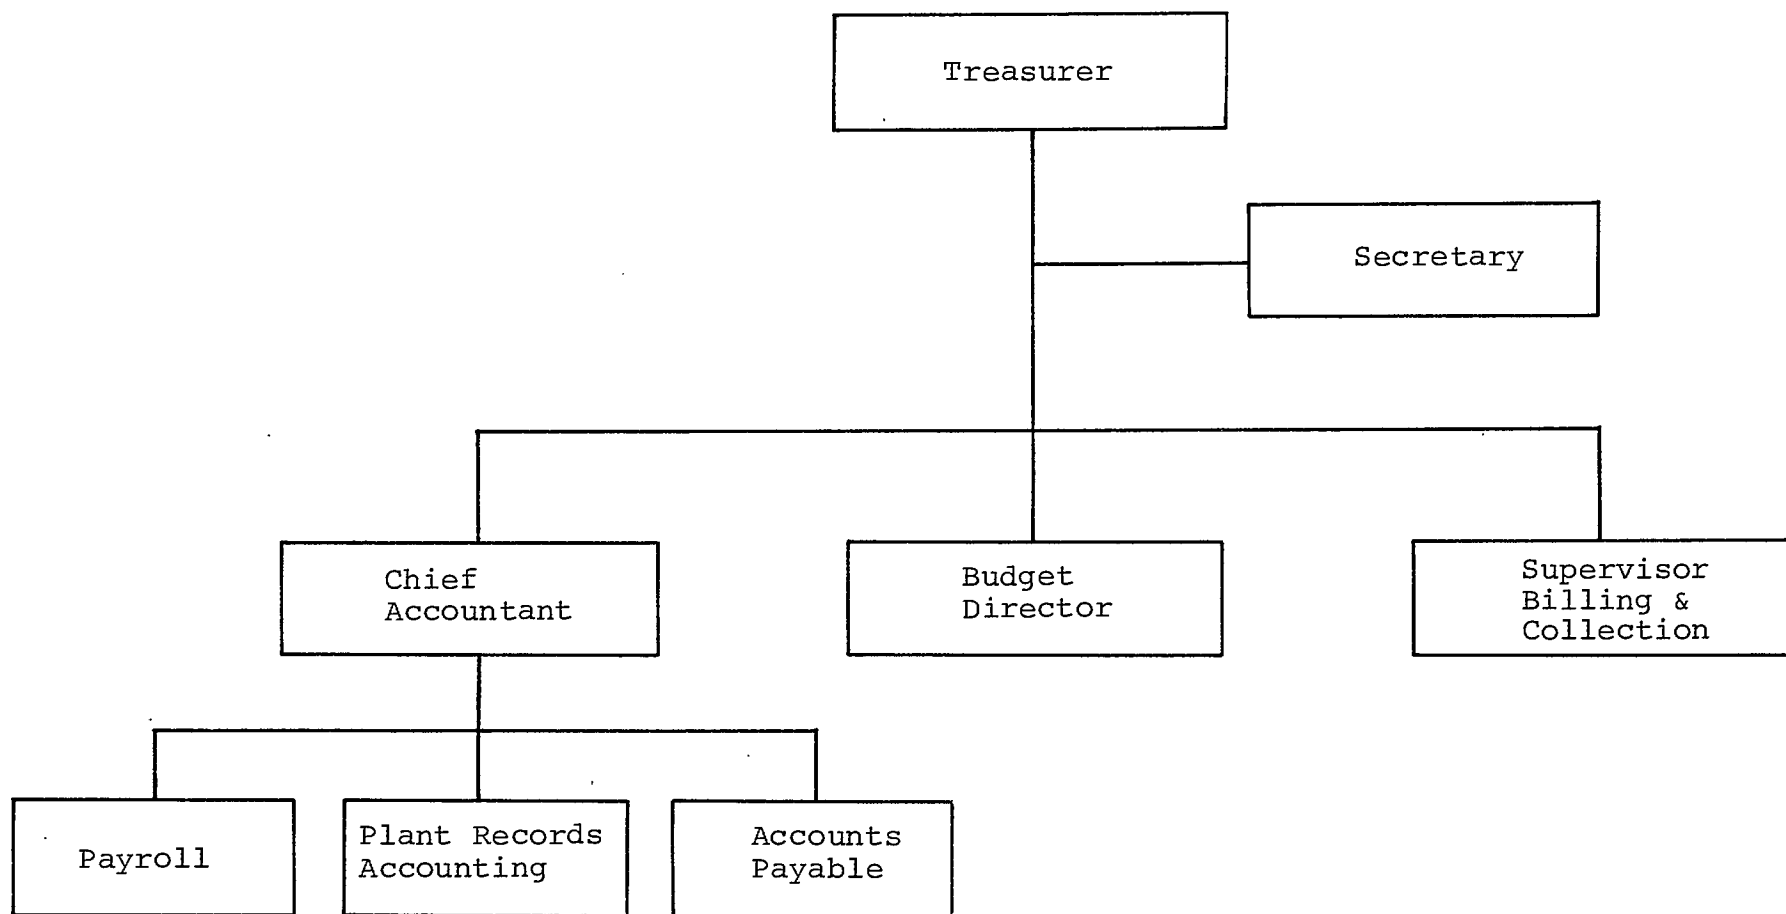 Treasurer
Secretary
Chief
Accountant
Budget
Director
Supervisor
Billing &
Collection
Payroll
Plant Records
Accounting
Accounts
Payable